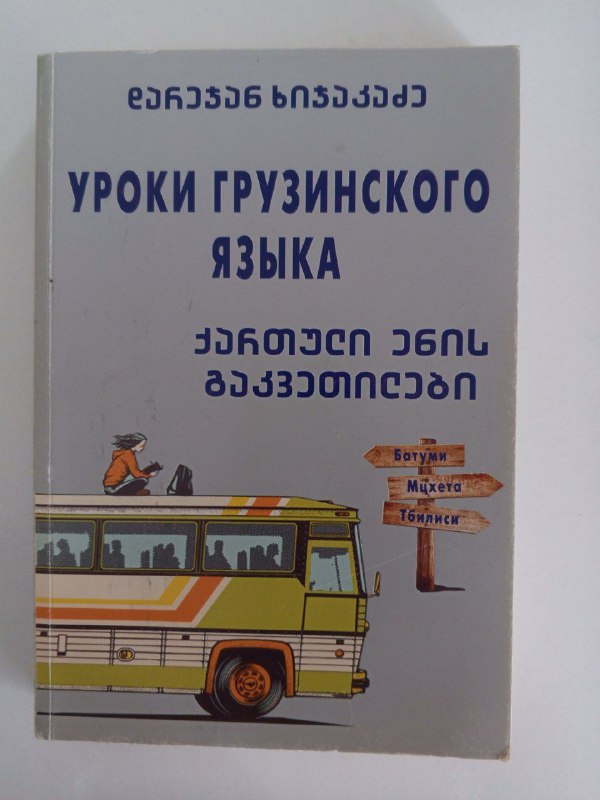 დარეჯან ხიჯაკაძე
УРОКИ ГРУЗИНСКОГО
ЯЗЫКА
ქართული ენის
გაკვეთილები
Батуми
Мцхета
Тбилиси